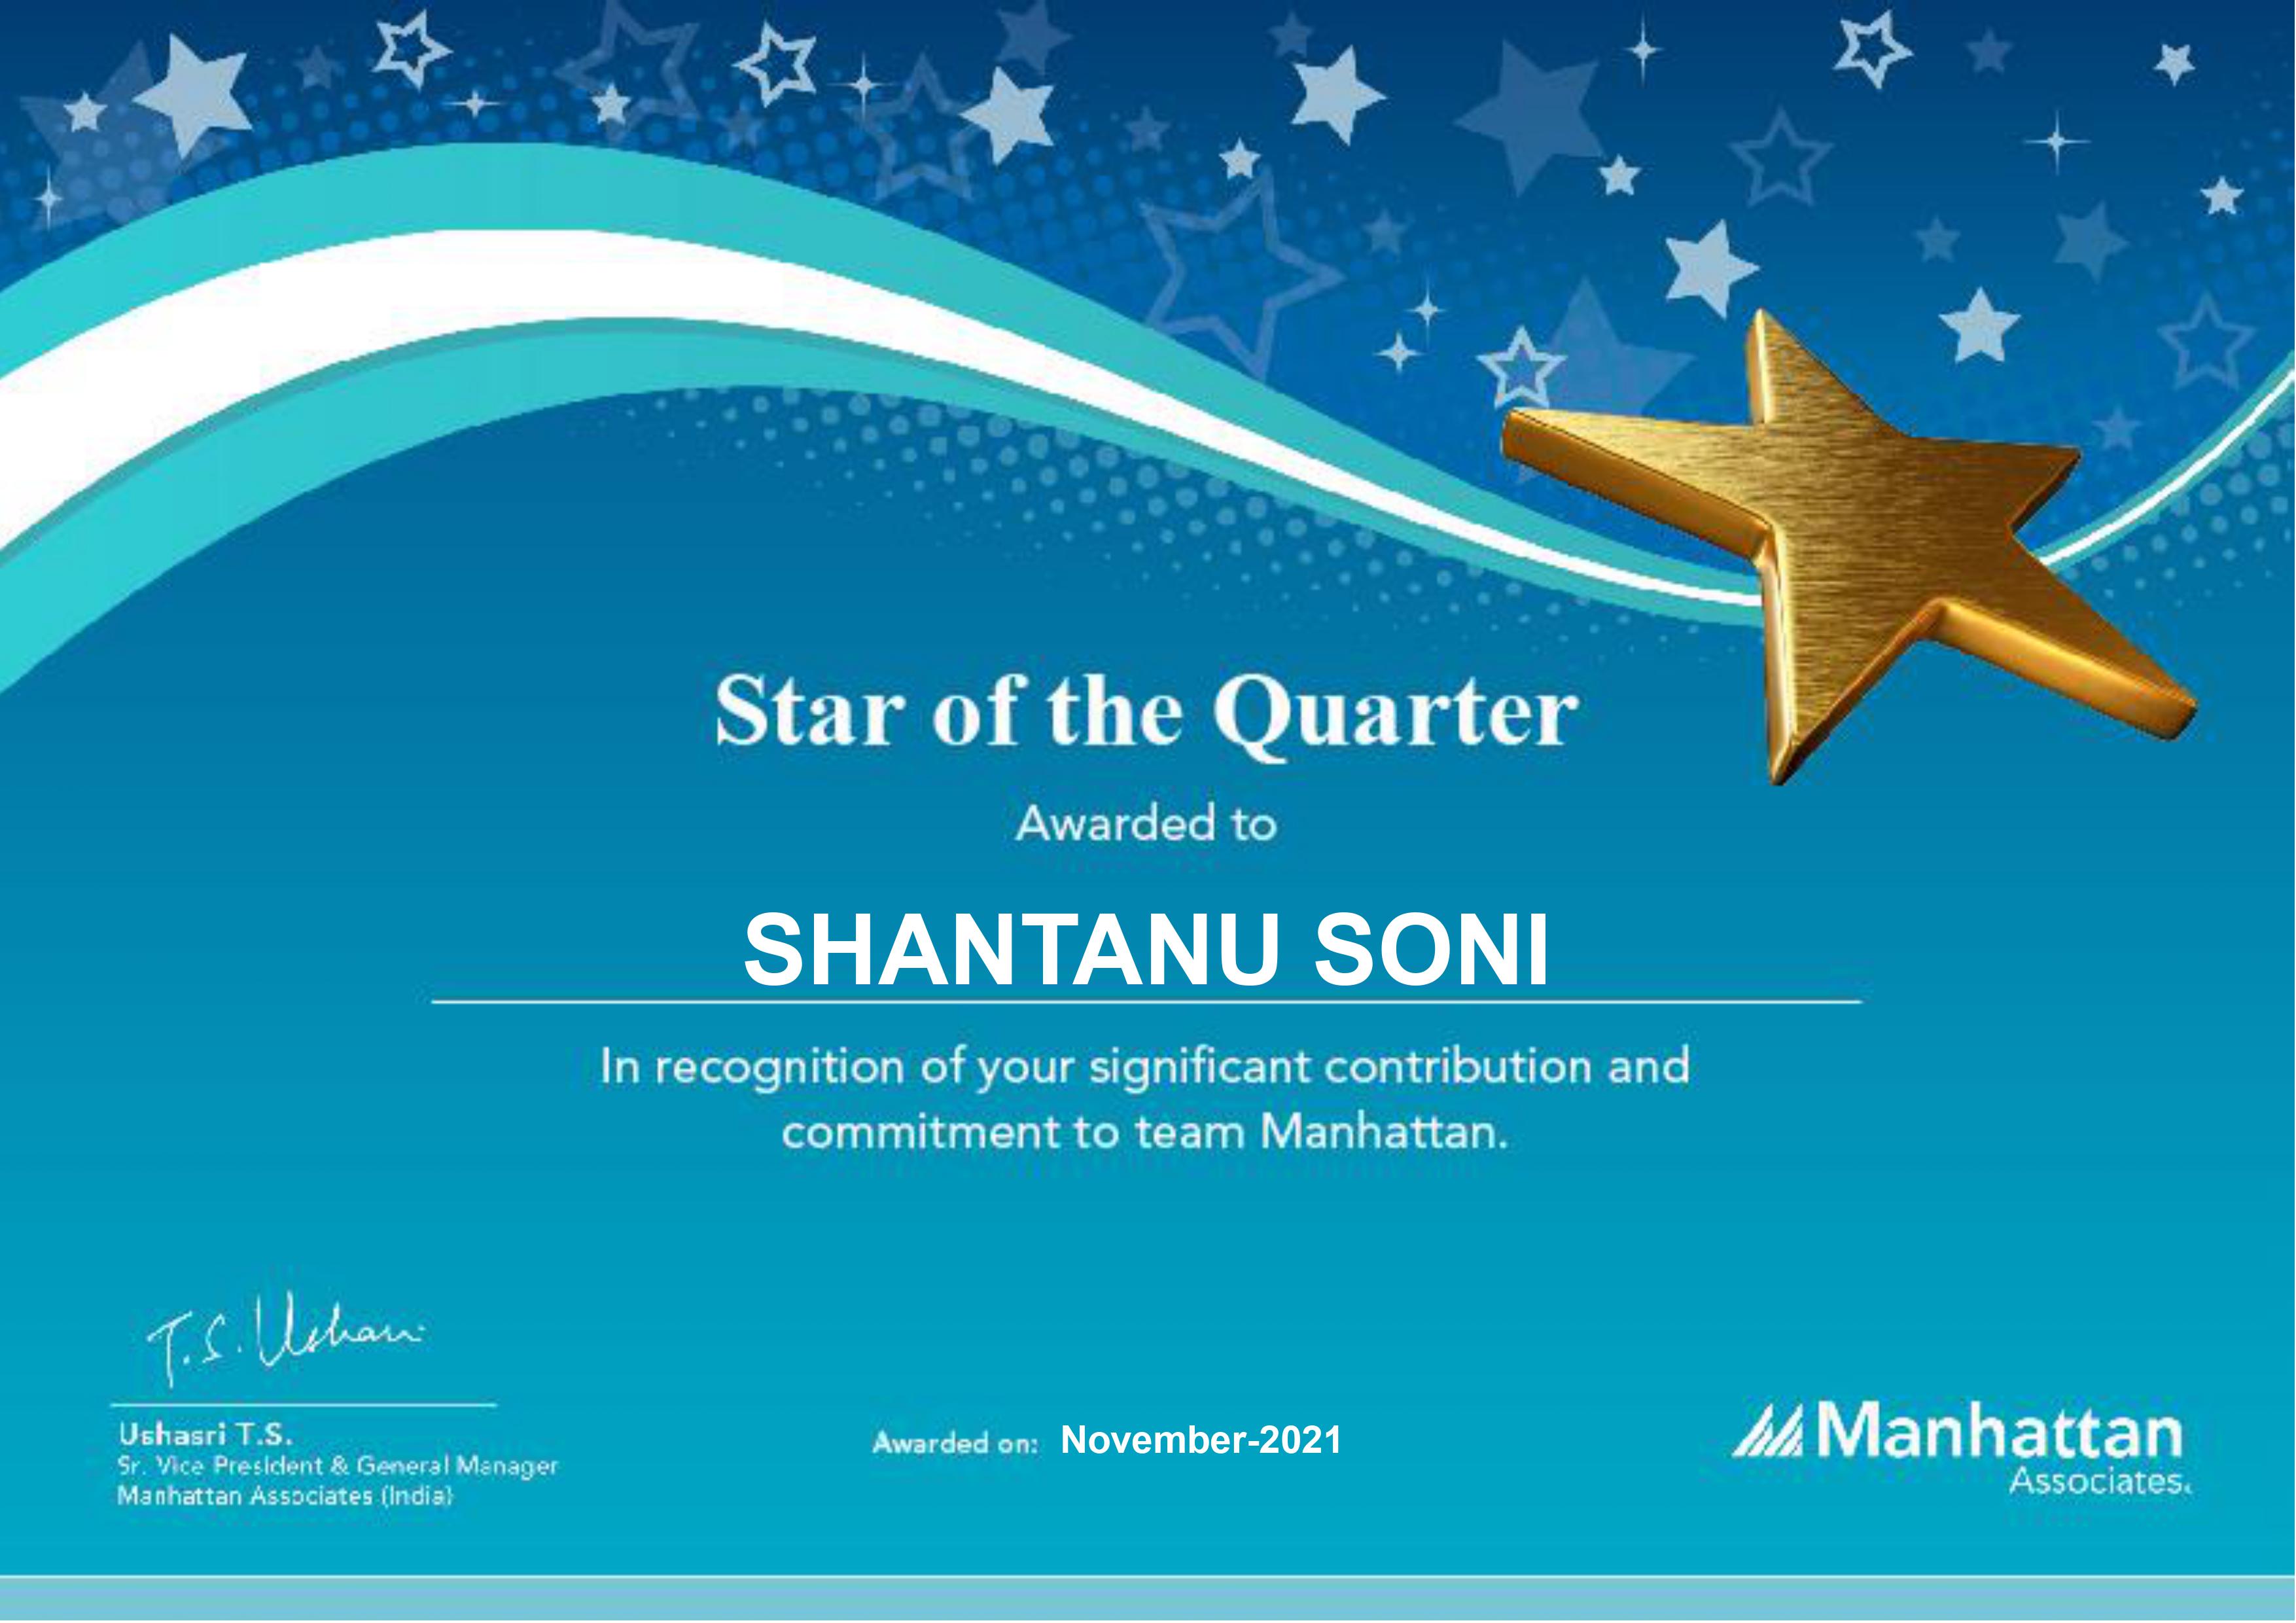 Star of the Quarter
Awarded to
SHANTANU SONI
In recognition of your significant contribution and
commitment to team Manhattan.
T.S. Ushasri
Ushasri T.S.
Sr. Vice President & General Manager
Manhattan Associates (India)
Awarded on: November-2021
Manhattan
Associates.